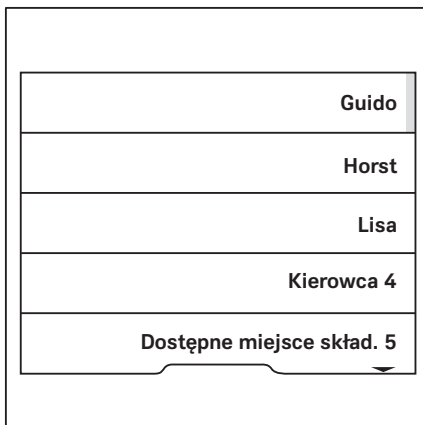 Guido
Horst
Lisa
Kierowca 4
Dostępne miejsce skład. 5